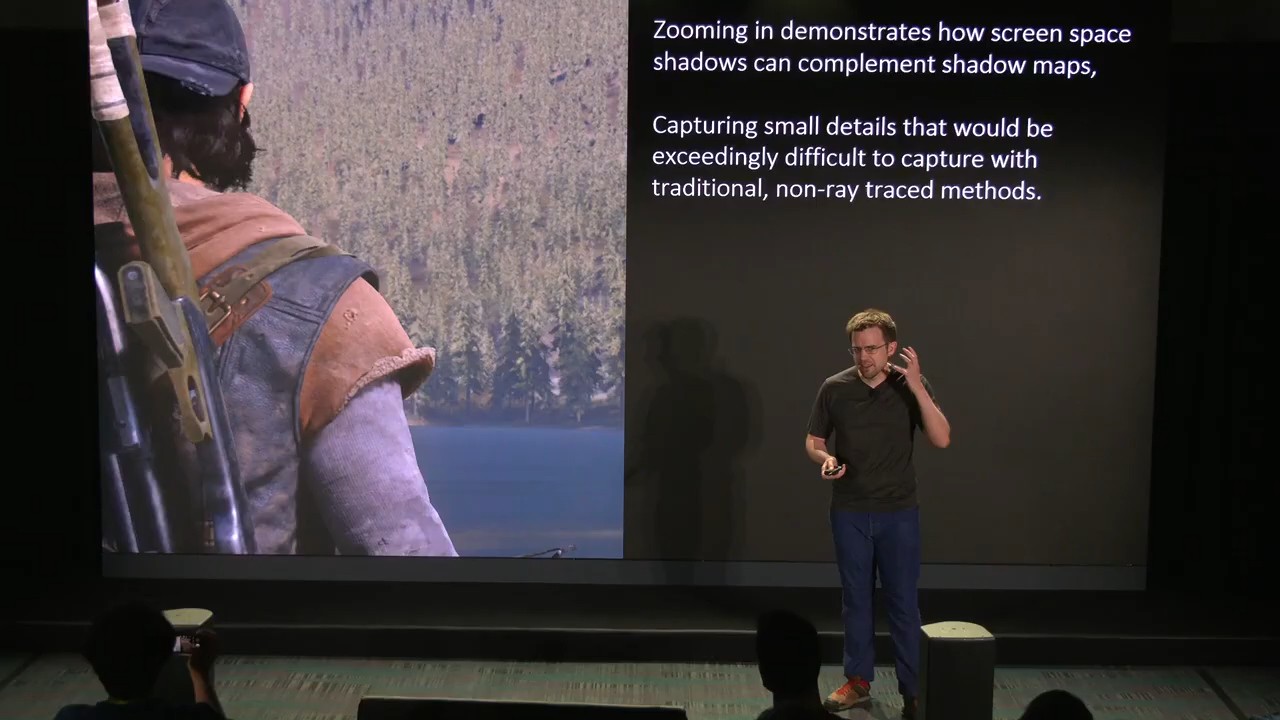 Zooming in demonstrates how screen space
shadows can complement shadow maps,
Capturing small details that would be
exceedingly difficult to capture with
traditional, non-ray traced methods.